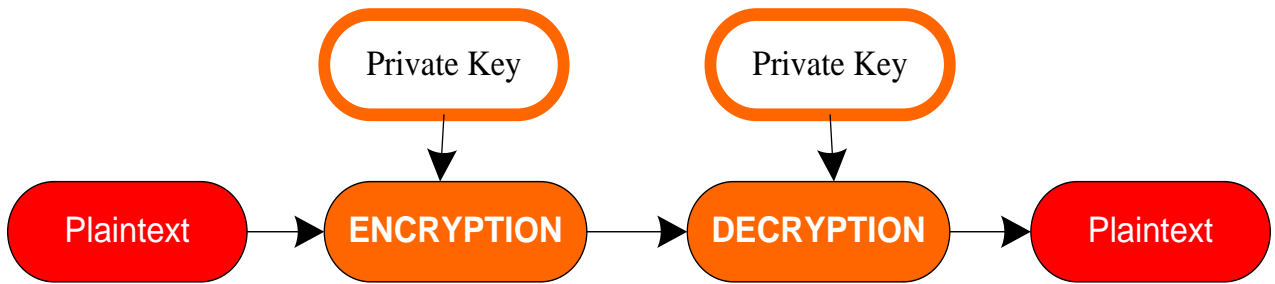 Private Key
Private Key
Plaintext
ENCRYPTION
DECRYPTION
Plaintext